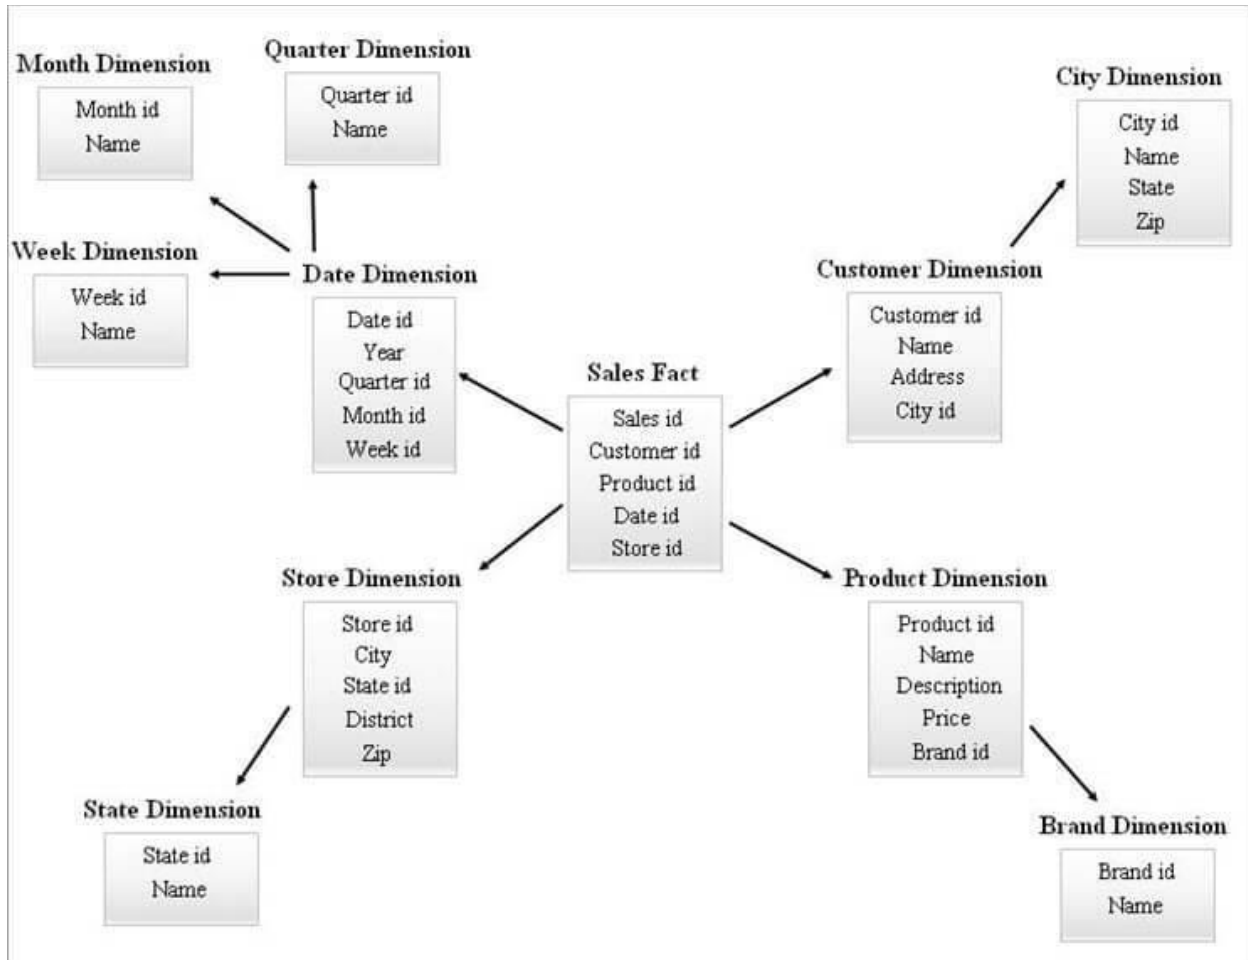 Quarter Dimension
Quarter id
Name
Month Dimension
Month id
Name
City Dimension
City id
Name
State
Zip
Week Dimension
Week id
Name
Date Dimension
Date id
Year
Quarter id
Month id
Week id
Customer Dimension
Customer id
Name
Address
City id
Sales Fact
Sales id
Customer id
Product id
Date id
Store id
Store Dimension
Store id
City
State id
District
Zip
Product Dimension
Product id
Name
Description
Price
Brand id
State Dimension
State id
Name
Brand Dimension
Brand id
Name